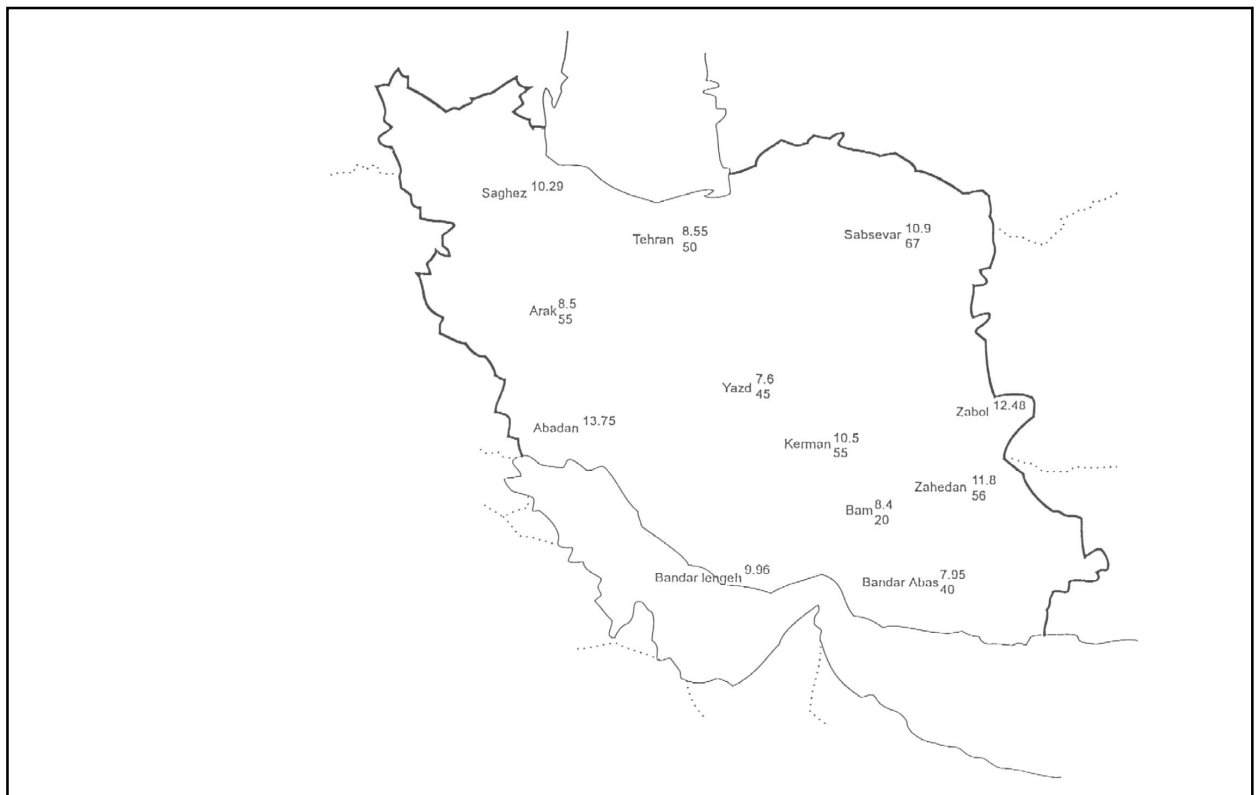 Saghez 10.29
Tehran 8.55
50
Sabsevar 10.9
67
Arak 8.5
55
Yazd 7.6
45
Zabol 12.48
Abadan 13.75
Kerman 10.5
55
Zahedan 11.8
56
Bam 8.4
20
Bandar lengeh 9.96
Bandar Abas 7.95
40